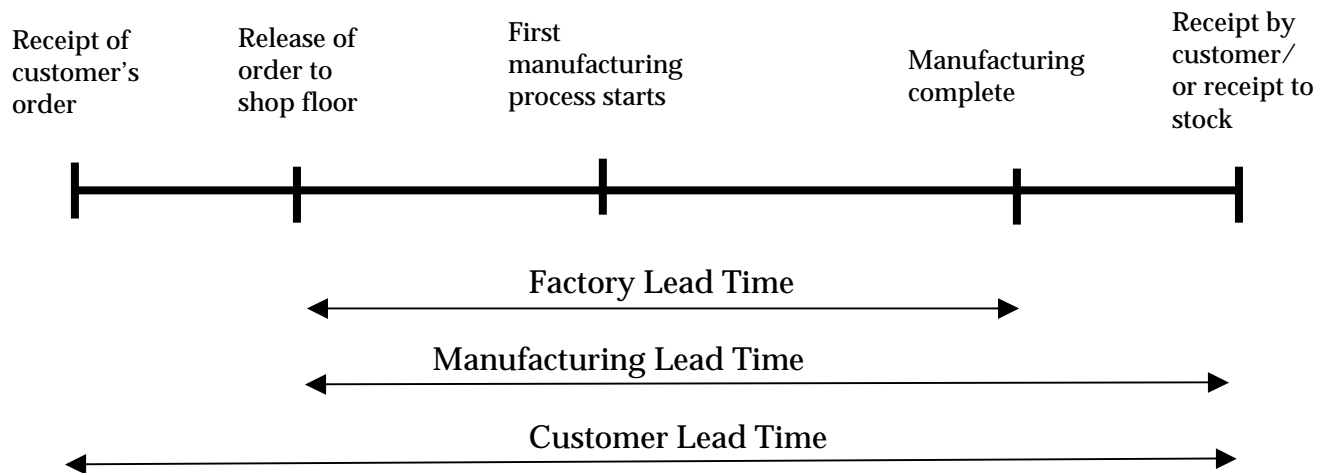 Receipt of
customer’s
order
Release of
order to
shop floor
First
manufacturing
process starts
Manufacturing
complete
Receipt by
customer/
or receipt to
stock
Factory Lead Time
Manufacturing Lead Time
Customer Lead Time